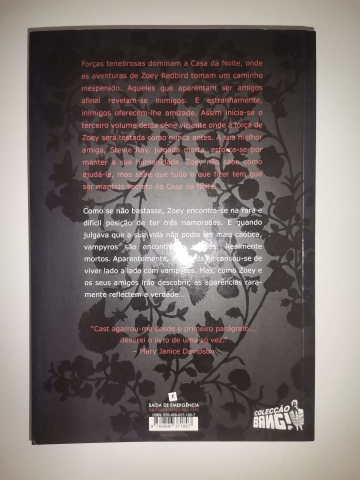 Forças tenebrosas dominam a Casa da Noite, onde
as aventuras de Zoey Redbird tomam um caminho
inesperado. Aqueles que aparentam ser amigos
afinal revelam-se inimigos. E estranhamente,
inimigos oferecem-lhe amizade. Assim inicia-se o
terceiro volume desta série viciante onde a força de
Zoey será testada como nunca antes. A sua melhor
amiga, Stevie Ray, julgada morta, esforça-se por
manter a sua humanidade. Zoey não sabe como
ajudá-la, mas sabe que tudo o que fizer tem que
ser mantido secreto na Casa da Noite.
Como se não bastasse, Zoey encontra-se na rara e
difícil posição de ter três namorados. E quando
julgava que a sua vida não podia ser mais caótica,
vampyros são encontrados mortos. Realmente
mortos. Aparentemente, a cansou-se de
viver lado a lado com vampyros. Mas, como Zoey e
os seus amigos irão descobrir, as aparências rara-
mente reflectem a verdade...
"Cast agarrou-me desde o primeiro parágrafo...
devorei o livro de uma só vez."
– Mary Janice Davidson
SAÍDA DE EMERGÊNCIA
COLECÇÃO
BANG!